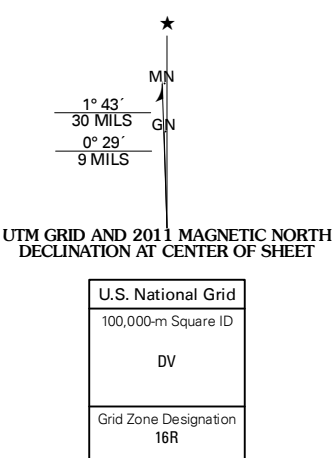 MN
1° 43´
30 MILS
GN
0° 29´
9 MILS
UTM GRID AND 2011 MAGNETIC NORTH
DECLINATION AT CENTER OF SHEET
U.S. National Grid
100,000-m Square ID
DV
Grid Zone Designation
16R